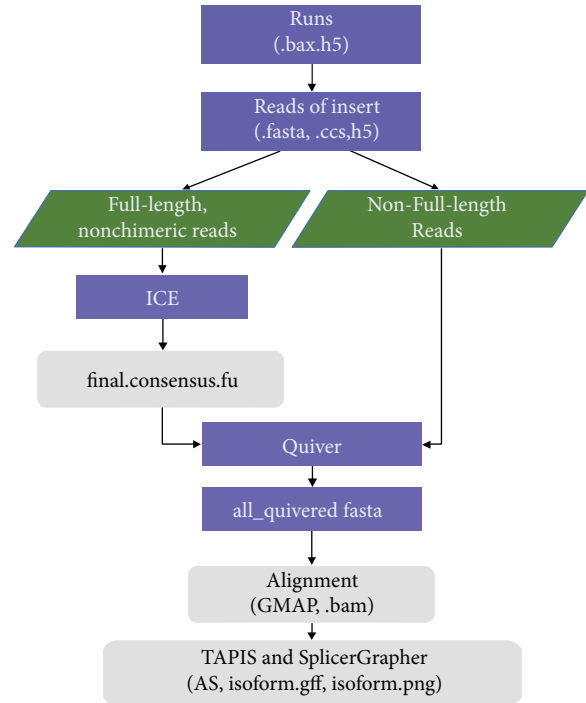 Runs
(.bax.h5)
Reads of insert
(.fasta, .ccs,h5)
Full-length,
nonchimeric reads
Non-Full-length
Reads
ICE
final.consensus.fu
Quiver
all_quivered fasta
Alignment
(GMAP, .bam)
TAPIS and SplicerGrapher
(AS, isoform.gff, isoform.png)